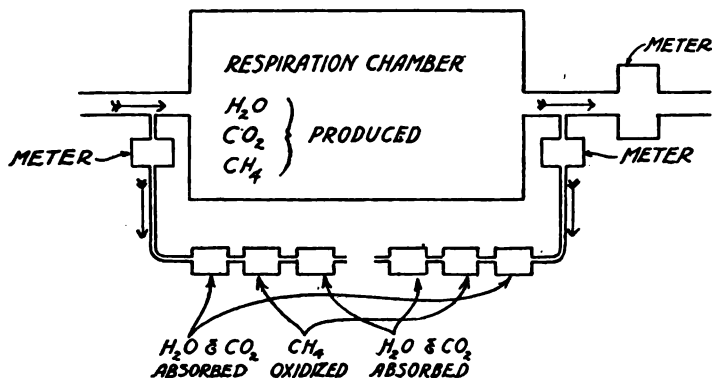 METER
RESPIRATION CHAMBER
H₂O
CO₂ PRODUCED
CH₄
METER
METER
H₂O & CO₂ CH₄ H₂O & CO₂
ABSORBED OXIDIZED ABSORBED